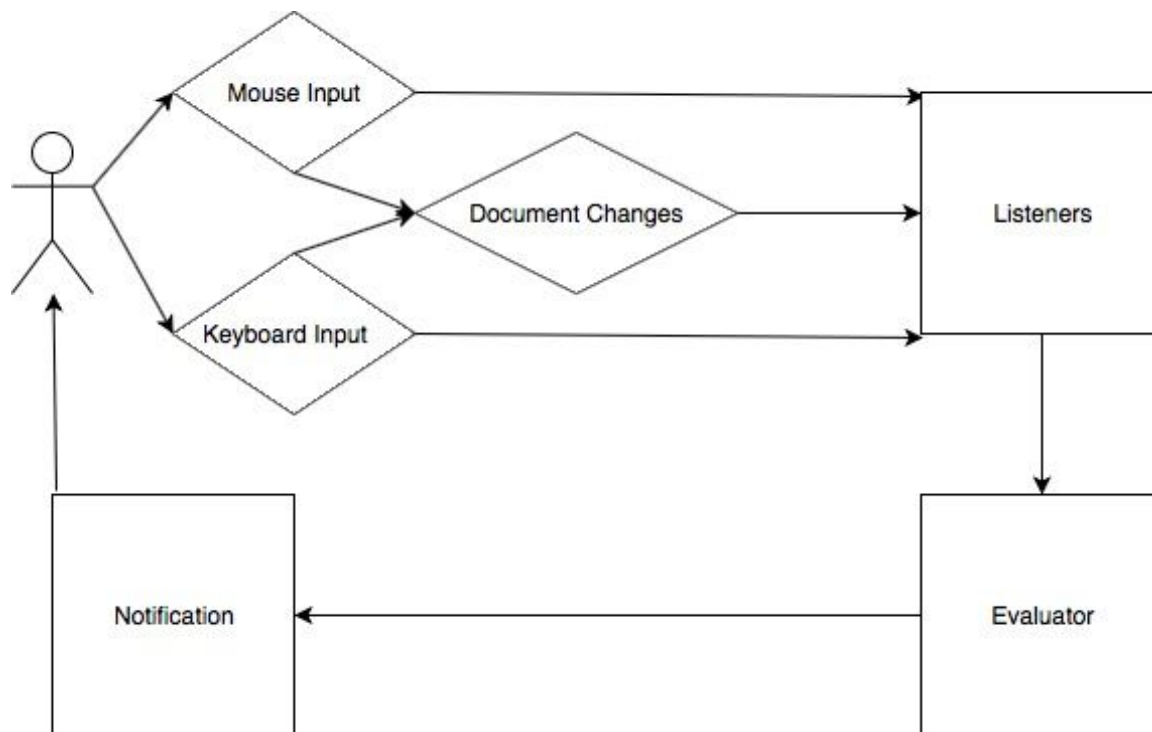 Mouse Input
Document Changes
Listeners
Keyboard Input
Notification
Evaluator